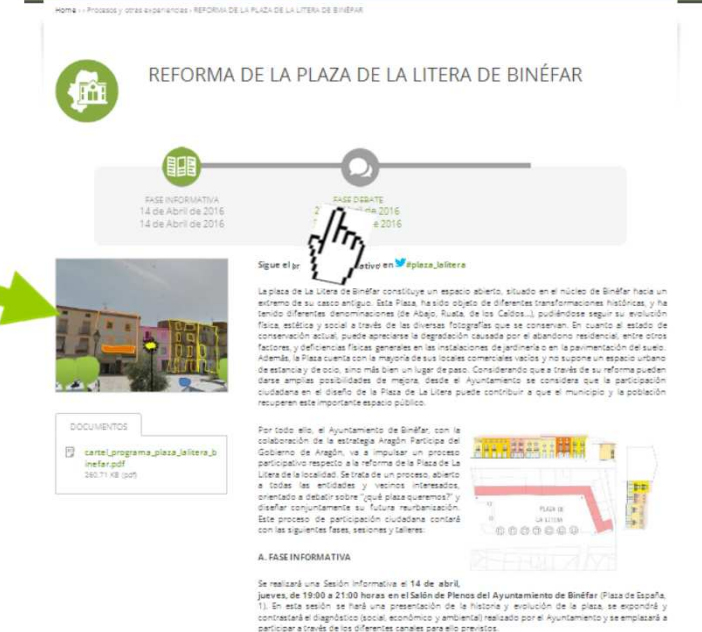 Home › › Procesos y otras experiencias › REFORMA DE LA PLAZA DE LA LITERA DE BINÉFAR
REFORMA DE LA PLAZA DE LA LITERA DE BINÉFAR
FASE INFORMATIVA
14 de Abril de 2016
14 de Abril de 2016
FASE DEBATE
2 de 2016
2016
Sigue el en #plaza_lalitera
La plaza de La Litera de Binéfar constituye un espacio abierto, situado en el núcleo de Binéfar hacia un
extremo de su casco antiguo. Esta Plaza, ha sido objeto de diferentes transformaciones históricas, y ha
tenido diferentes denominaciones (de Abajo, Ruata, de los Caídos...), pudiéndose seguir su evolución
física, estética y social a través de las diversas fotografías que se conservan. En cuanto al estado de
conservación actual, puede apreciarse la degradación causada por el abandono residencial, entre otros
factores, y deficiencias físicas generales en las instalaciones de jardinería o en la pavimentación del suelo.
Además, la Plaza cuenta con la mayoría de sus locales comerciales vacíos y no supone un espacio urbano
de estancia y de ocio, sino más bien un lugar de paso. Considerando que a través de su reforma pueden
darse amplias posibilidades de mejora, desde el Ayuntamiento se considera que la participación
ciudadana en el diseño de la Plaza de La Litera puede contribuir a que el municipio y la población
recuperen este importante espacio público.
DOCUMENTOS
cartel_programa_plaza_lalitera_b
inefar.pdf
260.71 KB (pdf)
Por todo ello, el Ayuntamiento de Binéfar, con la
colaboración de la estrategia Aragón Participa del
Gobierno de Aragón, va a impulsar un proceso
participativo respecto a la reforma de la Plaza de La
Litera de la localidad. Se trata de un proceso, abierto
a todas las entidades y vecinos interesados,
orientado a debatir sobre "¿qué plaza queremos?" y
diseñar conjuntamente su futura reurbanización.
Este proceso de participación ciudadana contará
con las siguientes fases, sesiones y talleres:
PLAZA DE
LA LITERA
A. FASE INFORMATIVA
Se realizará una Sesión Informativa el 14 de abril,
jueves, de 19:00 a 21:00 horas en el Salón de Plenos del Ayuntamiento de Binéfar (Plaza de España,
1). En esta sesión se hará una presentación de la historia y evolución de la plaza, se expondrá y
contrastará el diagnóstico (social, económico y ambiental) realizado por el Ayuntamiento y se emplazará a
participar a través de los diferentes canales para ello previstos.